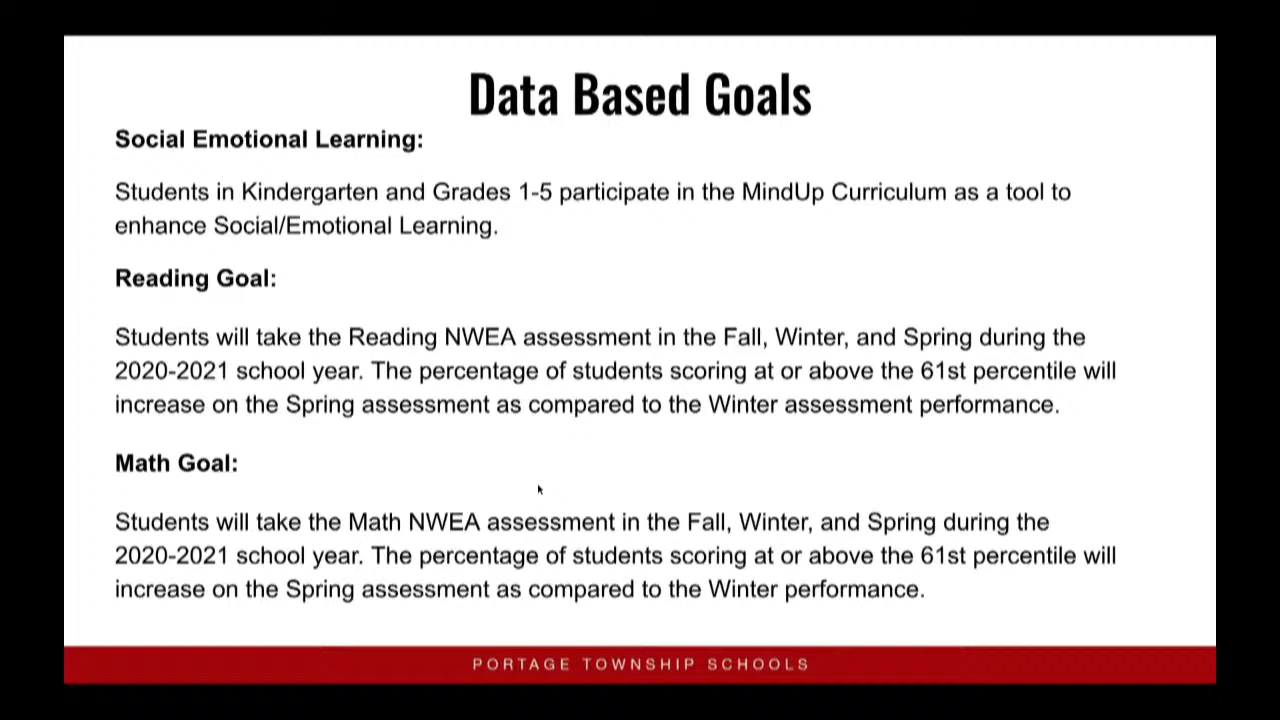 Data Based Goals
Social Emotional Learning:
Students in Kindergarten and Grades 1-5 participate in the MindUp Curriculum as a tool to
enhance Social/Emotional Learning.
Reading Goal:
Students will take the Reading NWEA assessment in the Fall, Winter, and Spring during the
2020-2021 school year. The percentage of students scoring at or above the 61st percentile will
increase on the Spring assessment as compared to the Winter assessment performance.
Math Goal:
Students will take the Math NWEA assessment in the Fall, Winter, and Spring during the
2020-2021 school year. The percentage of students scoring at or above the 61st percentile will
increase on the Spring assessment as compared to the Winter performance.
PORTAGE TOWNSHIP SCHOOLS